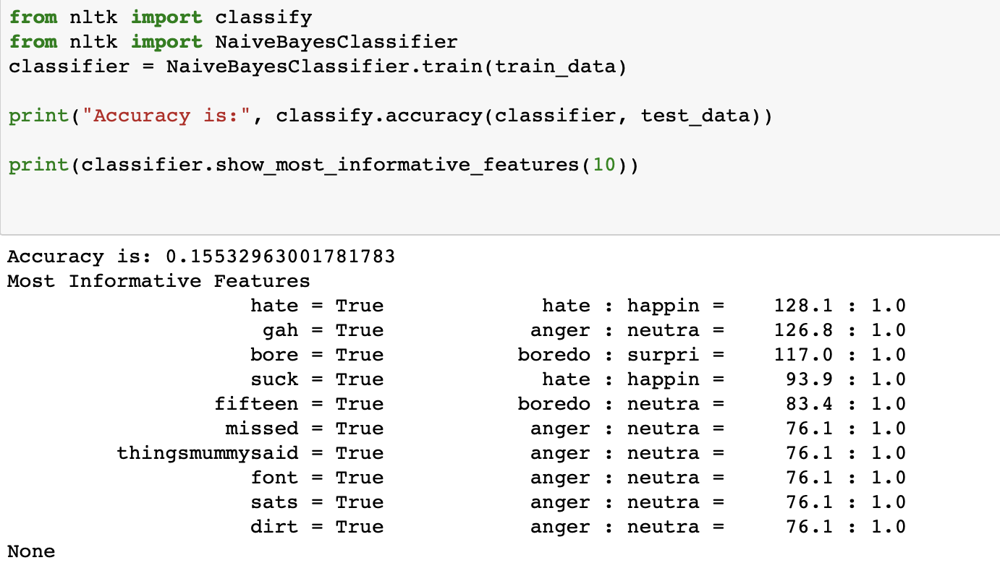 from nltk import classify
from nltk import NaiveBayesClassifier
classifier = NaiveBayesClassifier.train(train_data)
print("Accuracy is:", classify.accuracy(classifier, test_data))
print(classifier.show_most_informative_features(10))
Accuracy is: 0.15532963001781783
Most Informative Features
hate = True hate : happin = 128.1 : 1.0
gah = True anger : neutra = 126.8 : 1.0
bore = True boredo : surpri = 117.0 : 1.0
suck = True hate : happin = 93.9 : 1.0
fifteen = True boredo : neutra = 83.4 : 1.0
missed = True anger : neutra = 76.1 : 1.0
thingsmummysaid = True anger : neutra = 76.1 : 1.0
font = True anger : neutra = 76.1 : 1.0
sats = True anger : neutra = 76.1 : 1.0
dirt = True anger : neutra = 76.1 : 1.0
None